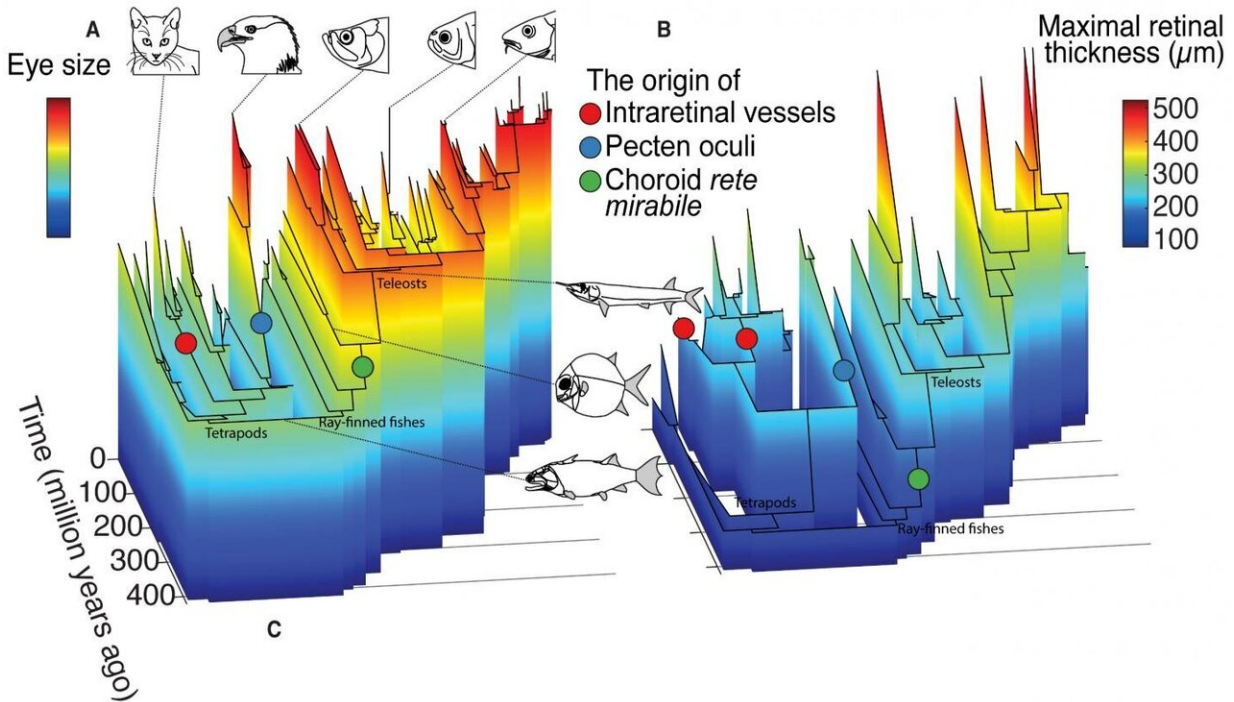 A
Eye size
B
The origin of
Intraretinal vessels
Pecten oculi
Choroid rete
mirabile
Maximal retinal
thickness (µm)
500
400
300
200
100
Teleosts
Ray-finned fishes
Tetrapods
Teleosts
Tetrapods
Ray-finned fishes
0
100
200
300
400
Time (million years ago)
C